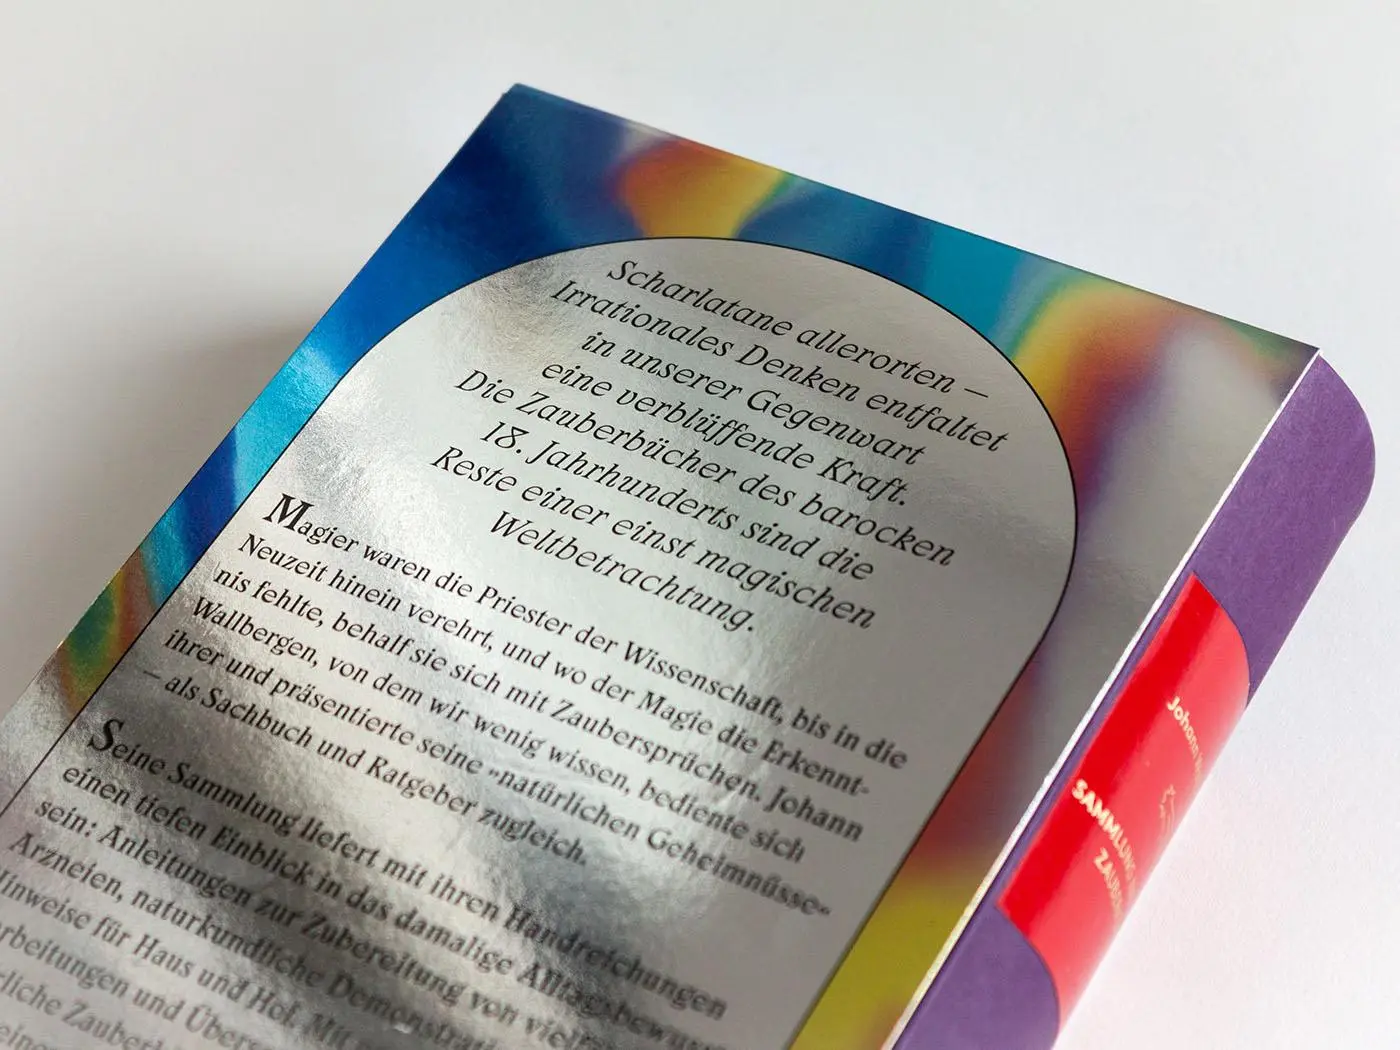 Scharlatane allerorten –
Irrationales Denken entfaltet
in unserer Gegenwart
eine verblüffende Kraft.
Die Zauberbücher des barocken
18. Jahrhunderts sind die
Reste einer einst magischen
Weltbetrachtung.
Magier waren die Priester der Wissenschaft, bis in die
Neuzeit hinein verehrt, und wo der Magie die Erkennt-
nis fehlte, behalf sie sich mit Zaubersprüchen. Johann
Wallbergen, von dem wir wenig wissen, bediente sich
ihrer und präsentierte seine »natürlichen Geheimnüsse«
– als Sachbuch und Ratgeber zugleich.
Seine Sammlung liefert mit ihren Handreichungen
einen tiefen Einblick in das damalige
sein: Anleitungen zur Zubereitung von
Arzneien, naturkundliche
Hinweise für Haus und Hof. Mit
und
Johann
SAMMLUNG